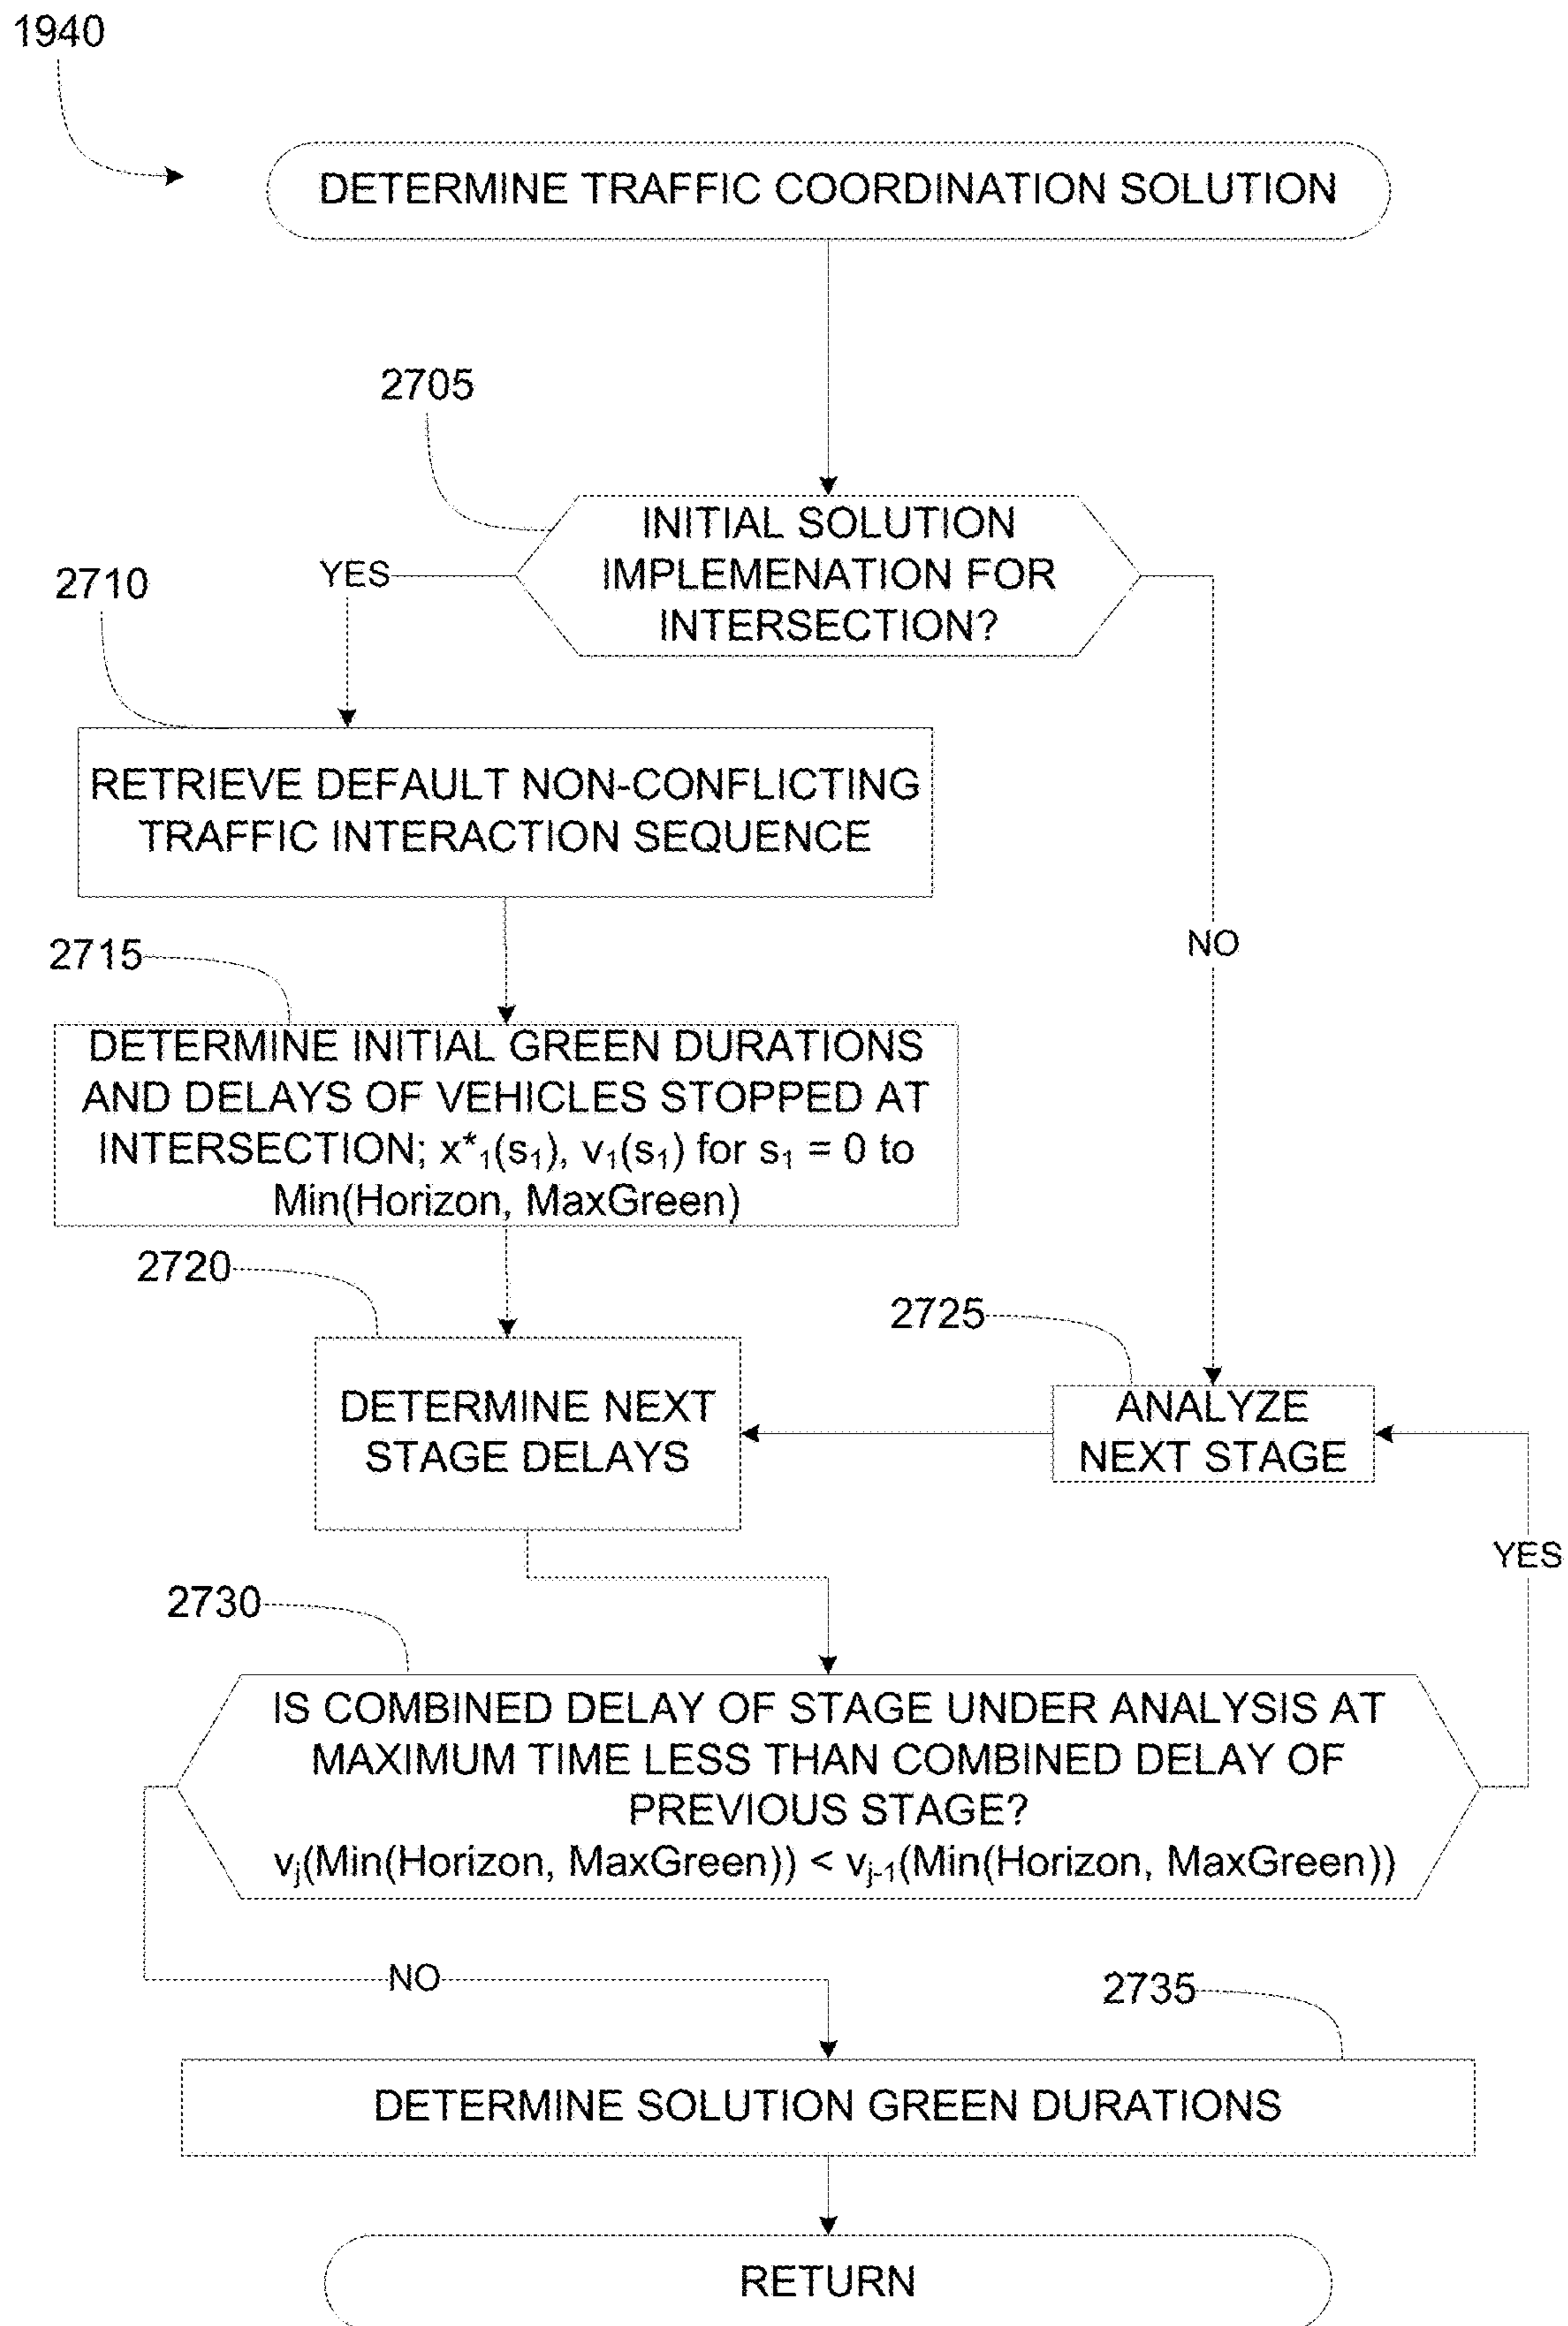 1940
DETERMINE TRAFFIC COORDINATION SOLUTION
2705
INITIAL SOLUTION
IMPLEMENATION FOR
INTERSECTION?
YES
2710
RETRIEVE DEFAULT NON-CONFLICTING
TRAFFIC INTERACTION SEQUENCE
NO
2715
DETERMINE INITIAL GREEN DURATIONS
AND DELAYS OF VEHICLES STOPPED AT
INTERSECTION; x*₁(s₁), v₁(s₁) for s₁ = 0 to
Min(Horizon, MaxGreen)
2720
DETERMINE NEXT
STAGE DELAYS
2725
ANALYZE
NEXT STAGE
YES
2730
IS COMBINED DELAY OF STAGE UNDER ANALYSIS AT
MAXIMUM TIME LESS THAN COMBINED DELAY OF
PREVIOUS STAGE?
vⱼ(Min(Horizon, MaxGreen)) < vⱼ₋₁(Min(Horizon, MaxGreen))
NO
2735
DETERMINE SOLUTION GREEN DURATIONS
RETURN